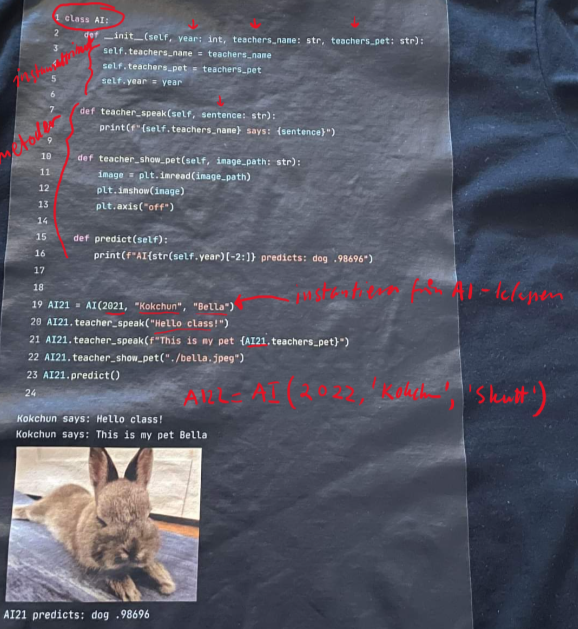 1 class AI:
2 def __init__(self, year: int, teachers_name: str, teachers_pet: str):
3 self.teachers_name = teachers_name
self.teachers_pet = teachers_pet
5 self.year = year
6
7 def teacher_speak(self, sentence: str):
print(f"{self.teachers_name} says: {sentence}")
metoder
9
10 def teacher_show_pet(self, image_path: str):
11 image = plt.imread(image_path)
12 plt.imshow(image)
13 plt.axis("off")
14
15 def predict(self):
16 print(f"AI{str(self.year)[-2:]} predicts: dog .98696")
17
18
19 AI21 = AI(2021, "Kokchun", "Bella") instantiera från AI-klassen
20 AI21.teacher_speak("Hello class!")
21 AI21.teacher_speak(f"This is my pet {AI21.teachers_pet}")
22 AI21.teacher_show_pet("./bella.jpeg")
23 AI21.predict()
24
AI22 = AI(2022, 'Kokchun', 'Skutt')
Kokchun says: Hello class!
Kokchun says: This is my pet Bella
AI21 predicts: dog .98696